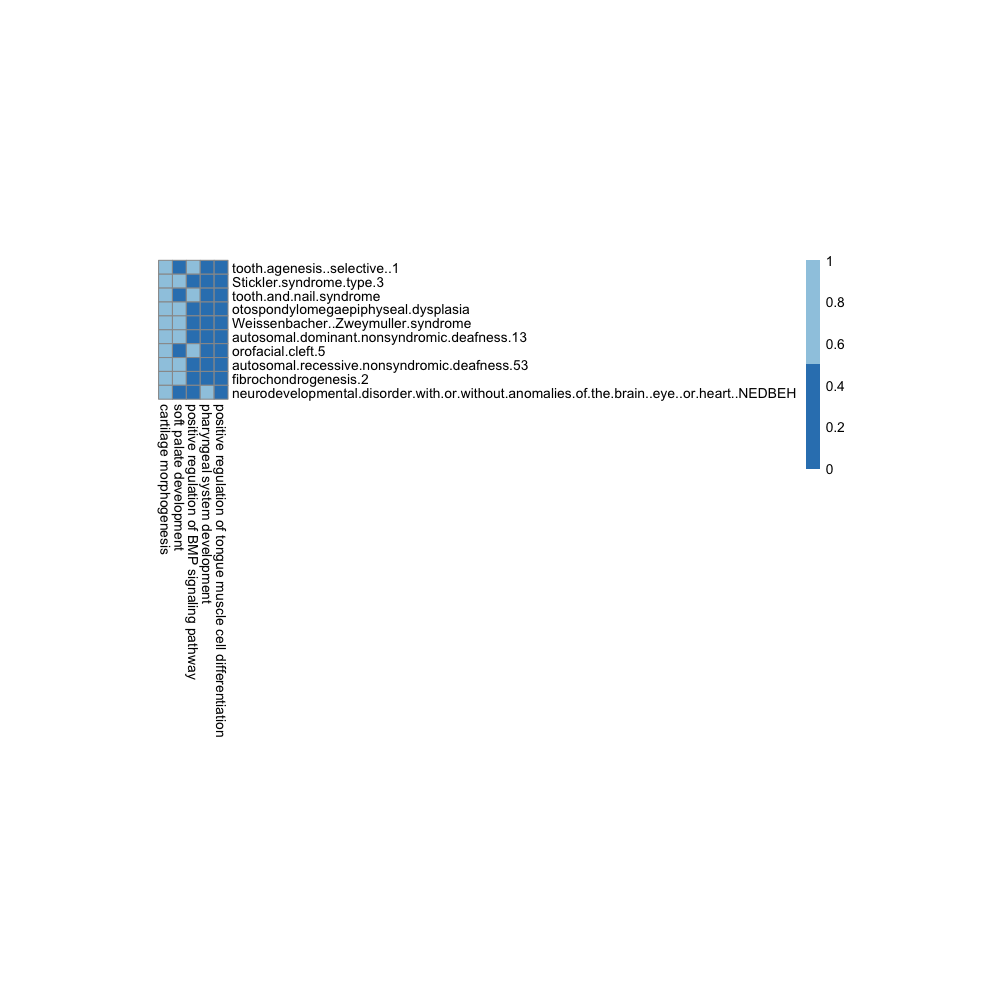 tooth.agenesis..selective..1
Stickler.syndrome.type.3
tooth.and.nail.syndrome
otospondylomegaepiphyseal.dysplasia
Weissenbacher..Zweymuller.syndrome
autosomal.dominant.nonsyndromic.deafness.13
orofacial.cleft.5
autosomal.recessive.nonsyndromic.deafness.53
fibrochondrogenesis.2
neurodevelopmental.disorder.with.or.without.anomalies.of.the.brain..eye..or.heart..NEDBEH
cartilage morphogenesis
soft palate development
positive regulation of BMP signaling pathway
pharyngeal system development
positive regulation of tongue muscle cell differentiation
1
0.8
0.6
0.4
0.2
0